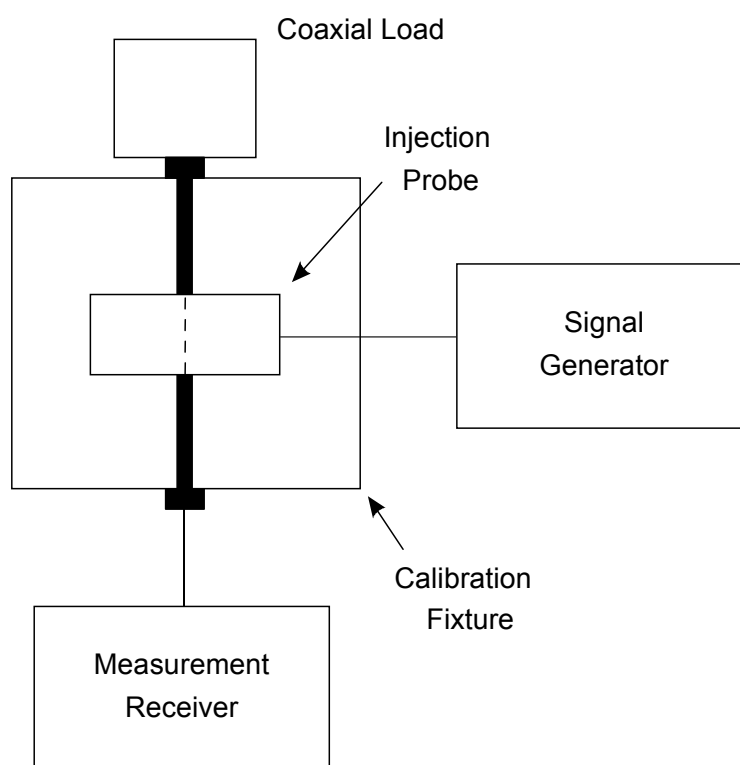 Coaxial Load
Injection
Probe
Signal
Generator
Calibration
Fixture
Measurement
Receiver